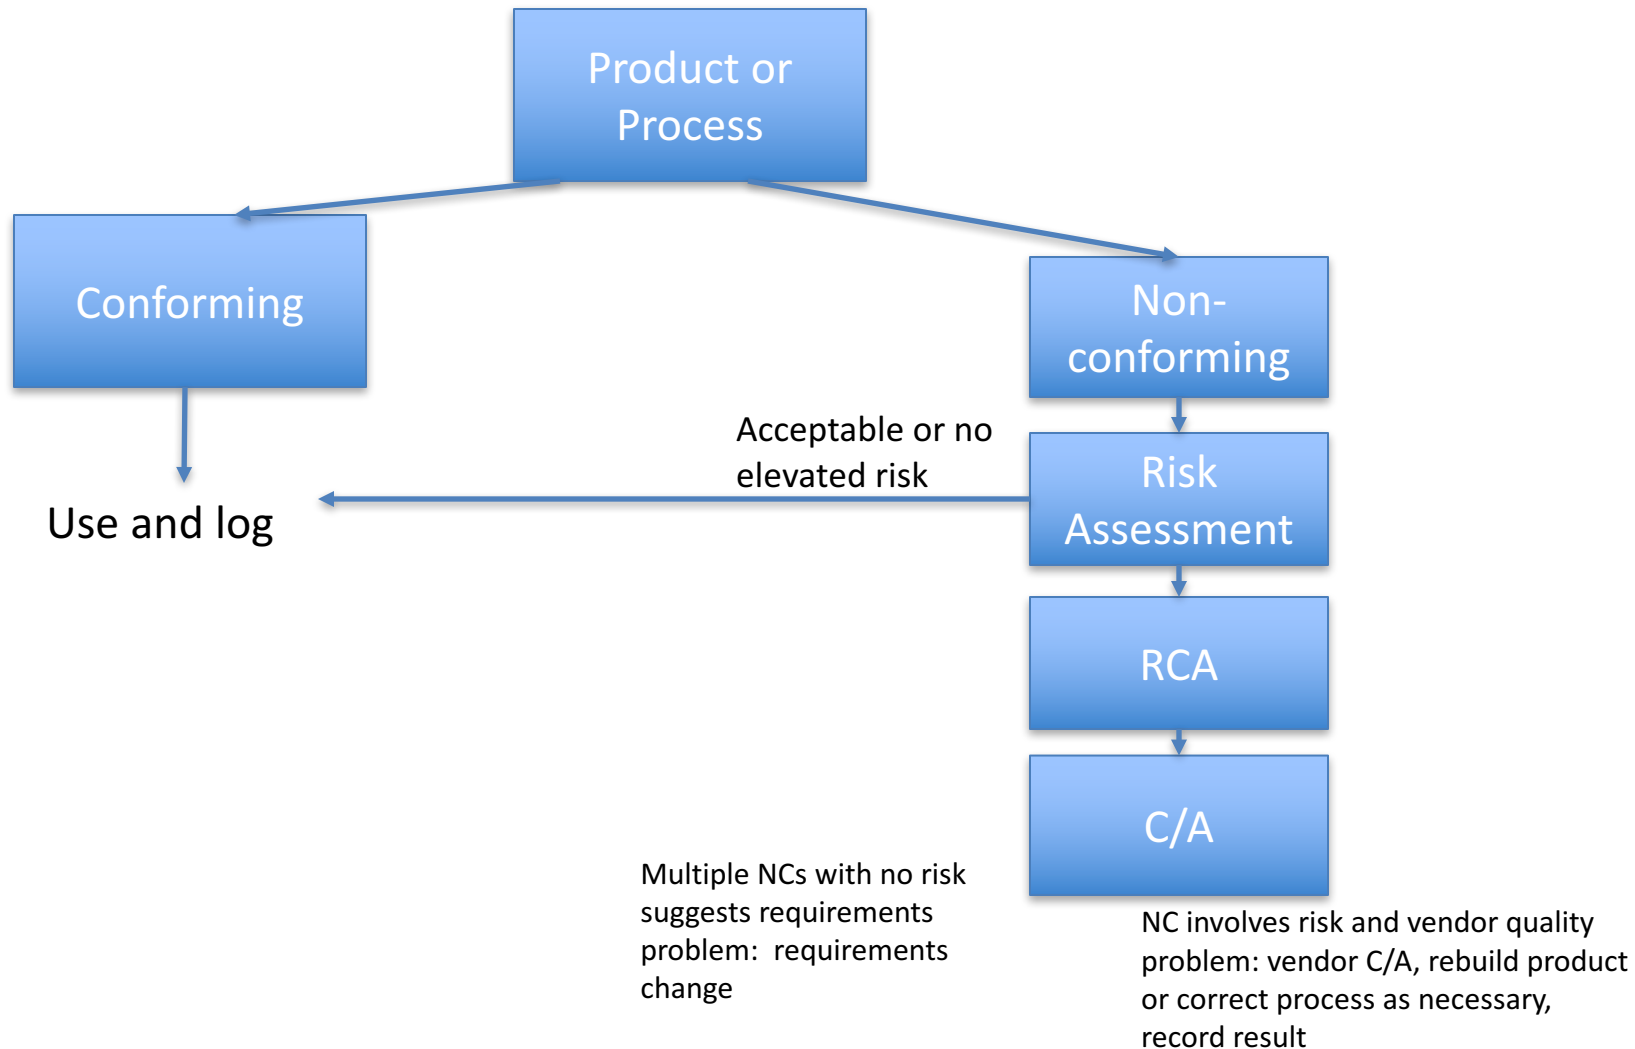 Product or
Process
Conforming
Non-
conforming
Acceptable or no
elevated risk
Risk
Assessment
Use and log
RCA
C/A
Multiple NCs with no risk
suggests requirements
problem:  requirements
change
NC involves risk and vendor quality
problem: vendor C/A, rebuild product
or correct process as necessary,
record result